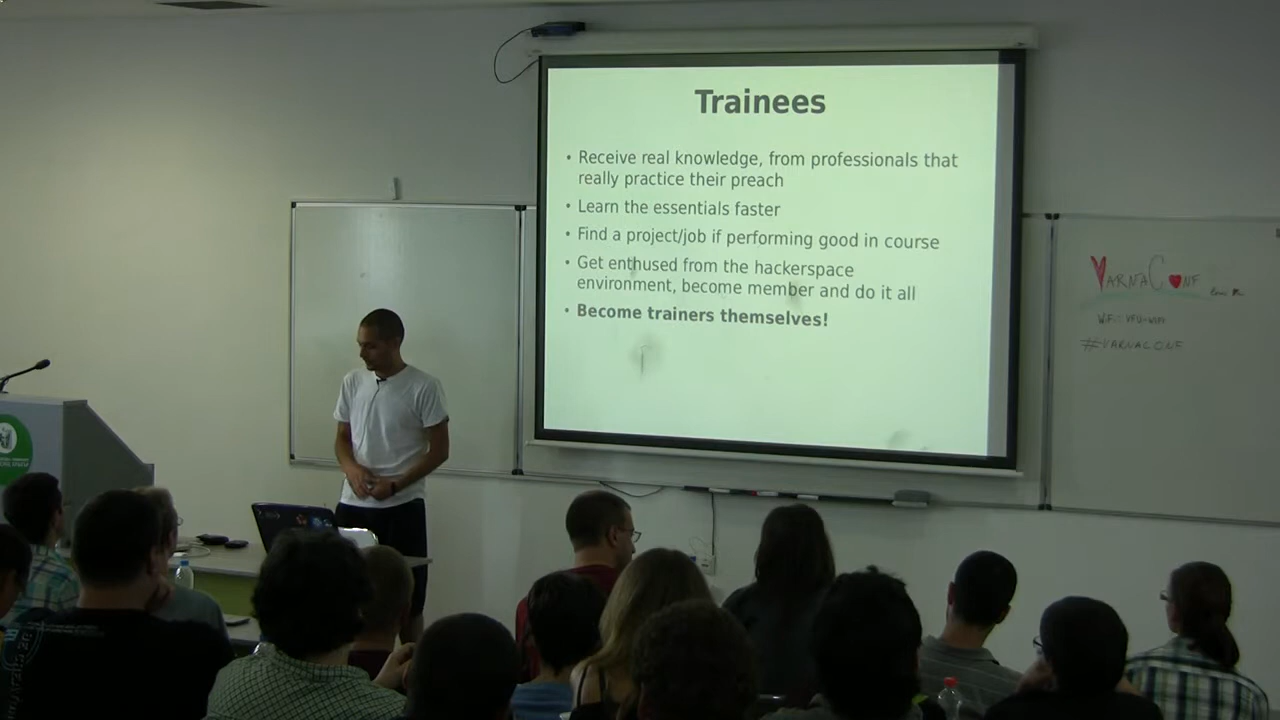 Trainees
• Receive real knowledge, from professionals that
really practice their preach
• Learn the essentials faster
• Find a project/job if performing good in course
• Get enthused from the hackerspace
environment, become member and do it all
• Become trainers themselves!
VARNACONF
#VARNACONF